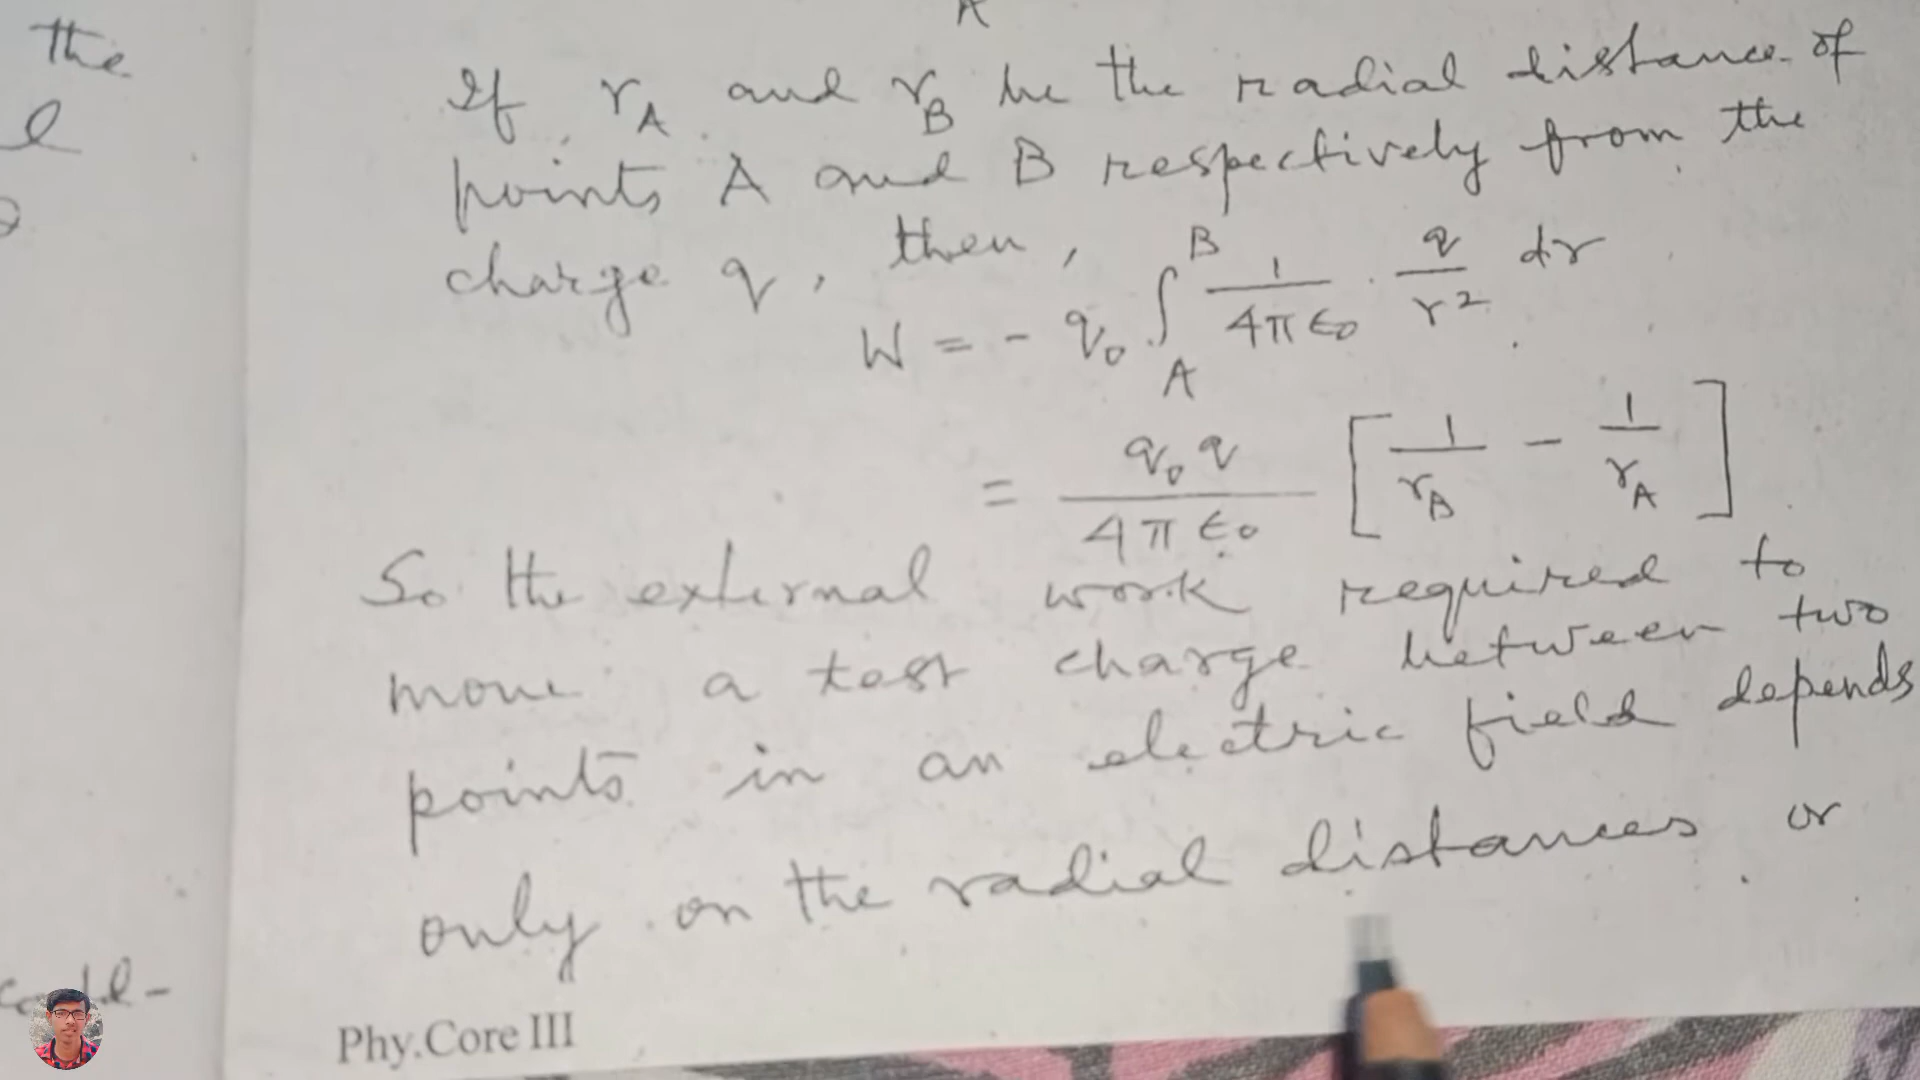 the
l
A
If rA and rB be the radial distance of
points A and B respectively from the
charge q, then,
W = - q₀ ∫_A^B 1/4πϵ₀ · q/r² dr
= q₀q/4πϵ₀ [1/rB - 1/rA]
So the external work required to
move a test charge between two
points in an electric field depends
only on the radial distances or
Phy.Core III